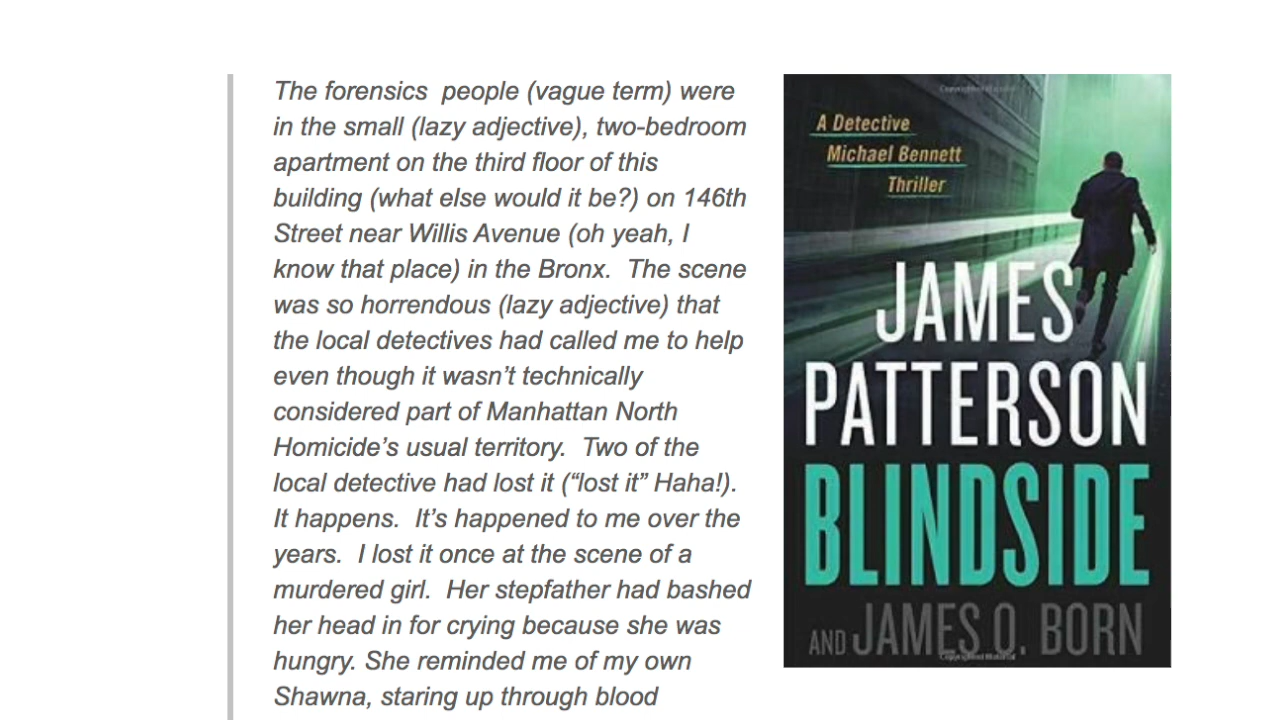 The forensics  people (vague term) were
in the small (lazy adjective), two-bedroom
apartment on the third floor of this
building (what else would it be?) on 146th
Street near Willis Avenue (oh yeah, I
know that place) in the Bronx.  The scene
was so horrendous (lazy adjective) that
the local detectives had called me to help
even though it wasn’t technically
considered part of Manhattan North
Homicide’s usual territory.  Two of the
local detective had lost it (“lost it” Haha!).
It happens.  It’s happened to me over the
years.  I lost it once at the scene of a
murdered girl.  Her stepfather had bashed
her head in for crying because she was
hungry. She reminded me of my own
Shawna, staring up through blood
A Detective
Michael Bennett
Thriller
JAMES
PATTERSON
BLINDSIDE
AND JAMES O. BORN